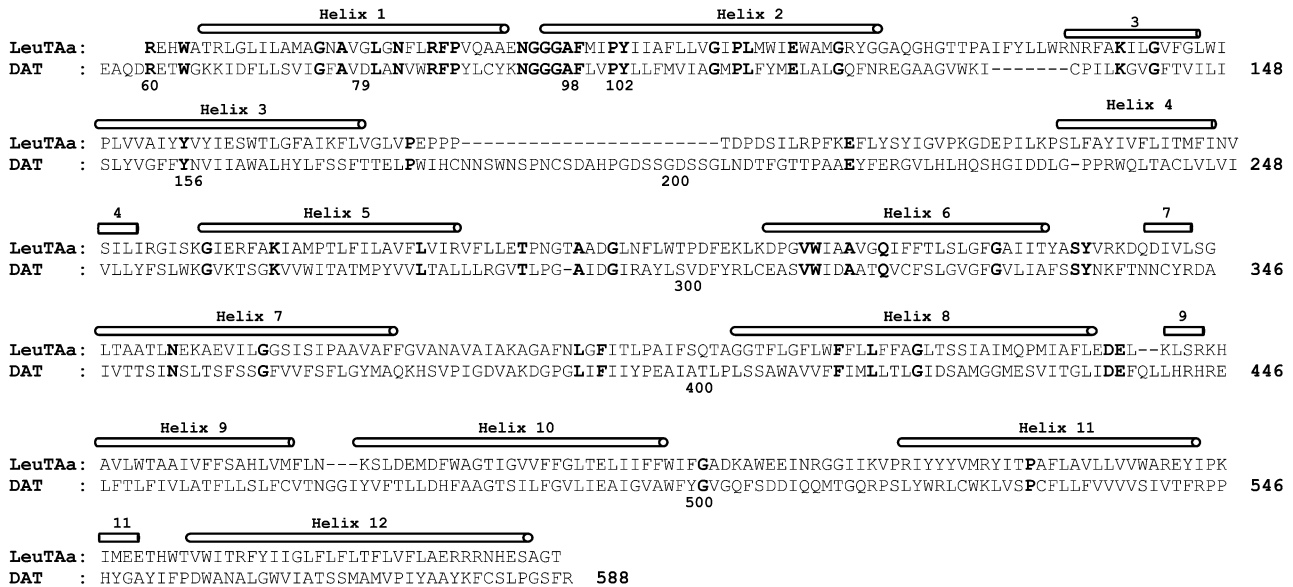 Helix 1 Helix 2 3
LeuTAa: REHWATRLGLILAMAGNAVGLGNFLRFPVQAAENGGGAFMIPYIIAFLLVGIPLMWIEWAMGRYGGAQGHGTTPAIFYLLWRNRFAKILGVFGLWI
DAT : EAQDRETWGKKIDFLLSVIGFAVDLANVWRFPYLCYKNGGGAFLVPYLLFMVIAGMPLFYMELALGQFNREGAAGVWKI-------CPILKGVGFTVILI 148
60 79 98 102
Helix 3 Helix 4
LeuTAa: PLVVAIYYVYIESWTLGFAIKFLVGLVPEPPP--------------------TDPDSILRPFKEFLYSYIGVPKGDEPILKPSLFAYIVFLITMFINV
DAT : SLYVGFFYNVIIAWALHYLFSSFTTELPWIHCNNSWNSPNCSDAHPGDSSGDSSGLNDTFGTTPAAEYFERGVLHLHQSHGIDDLG-PPRWQLTACLVLVI 248
156 200
4 Helix 5 Helix 6 7
LeuTAa: SILIRGISKGIERFAKIAMPTLFILAVFLVIRVFLLETPNGTAADGLNFLWTPDFEKLKDPGVWIAAVGQIFFTLSLGFGAIITYASYVRKDQDIVLSG
DAT : VLLYFSLWKGVKTSGKVVWITATMPYVVLTALLLRGVTLPG-AIDGIRAYLSVDFYRLCEASVWIDAATQVCFSLGVGFGVLIAFSSYNKFTNNCYRDA 346
300
Helix 7 Helix 8 9
LeuTAa: LTAATLNEKAEVILGGSISIPAAVAFFGVANAVAIAKAGAFNLGFITLPAIFSQTAGGTFLGFLWFFLLFFAGLTSSIAIMQPMIAFLEDEL--KLSRKH
DAT : IVTTSINSLTSFSSGFVVFSFLGYMAQKHSVPIGDVAKDGPGLIFIIYPEAIATLPLSSAWAVVFFIMLLTLGIDSAMGGMESVITGLIDEFQLLHRHRE 446
400
Helix 9 Helix 10 Helix 11
LeuTAa: AVLWTAAIVFFSAHLVMFLN---KSLDEMDFWAGTIGVVFFGLTELIIFFWIFGADKAWEEINRGGIIKVPRIYYYVMRYITPAFLAVLLVVWAREYIPK
DAT : LFTLFIVLATFLLSLFCVTNGGIYVFTLLDHFAAGTSILFGVLIEAIGVAWFYGVGQFSDDIQQMTGQRPSLYWRLCWKLVSPCFLLFVVVVSIVTFRPP 546
500
11 Helix 12
LeuTAa: IMEETHWTVWITRFYIIGLFLFLTFLVFLAERRRNHESAGT
DAT : HYGAYIFPDWANALGWVIATSSMAMVPIYAAYKFCSLPGSFR 588